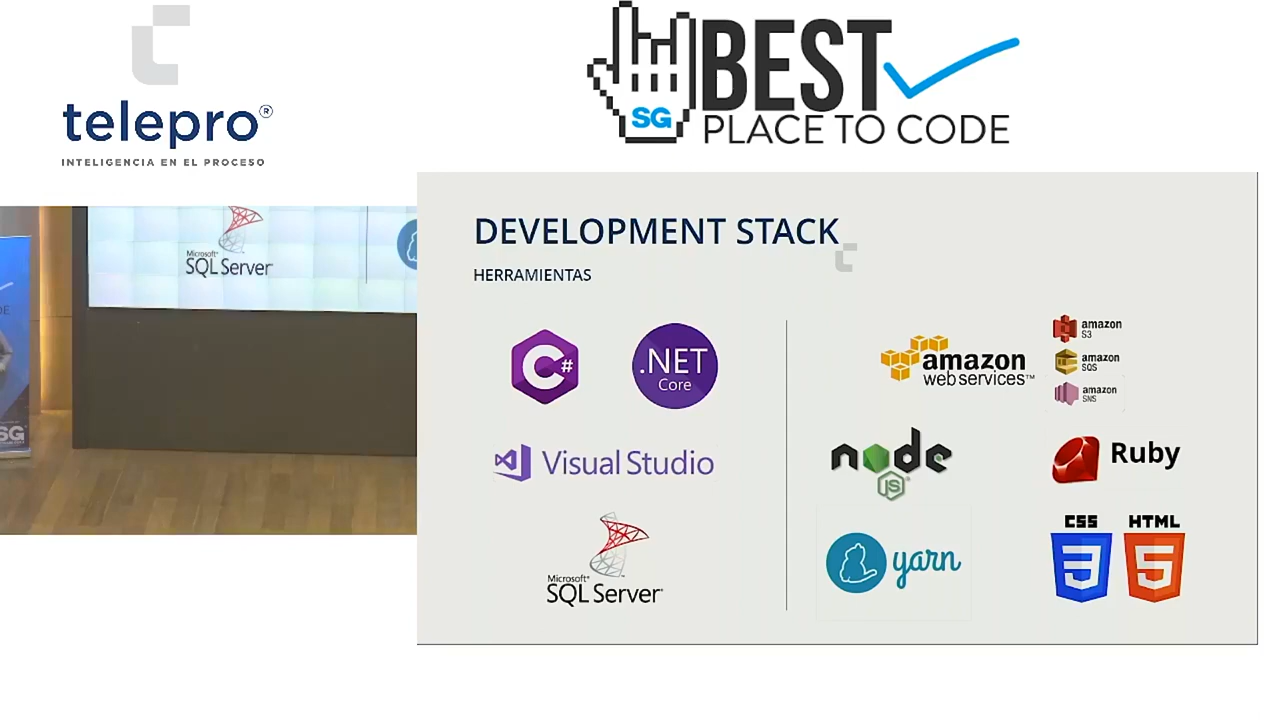 telepro®
INTELIGENCIA EN EL PROCESO
SG
BEST
PLACE TO CODE
Microsoft®
SQL Server®
SG
DEVELOPMENT STACK
HERRAMIENTAS
C#
.NET
Core
Visual Studio
Microsoft®
SQL Server®
amazon
webservices™
amazon
S3
amazon
SQS
amazon
SNS
node
JS
Ruby
yarn
CSS
3
HTML
5